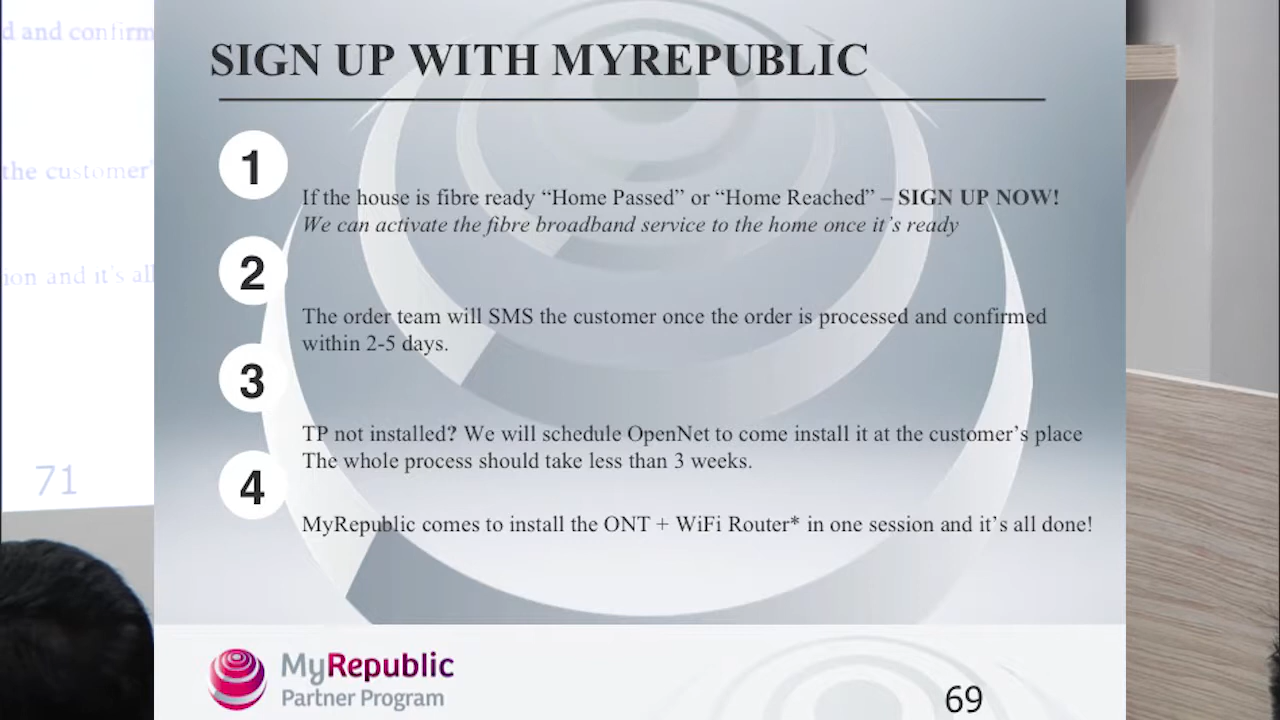 SIGN UP WITH MYREPUBLIC
1
If the house is fibre ready “Home Passed” or “Home Reached” – SIGN UP NOW!
We can activate the fibre broadband service to the home once it’s ready
2
The order team will SMS the customer once the order is processed and confirmed
within 2-5 days.
3
TP not installed? We will schedule OpenNet to come install it at the customer’s place
The whole process should take less than 3 weeks.
4
MyRepublic comes to install the ONT + WiFi Router* in one session and it’s all done!
MyRepublic
Partner Program
69
d and confirm
the customer'
ion and it's all
71